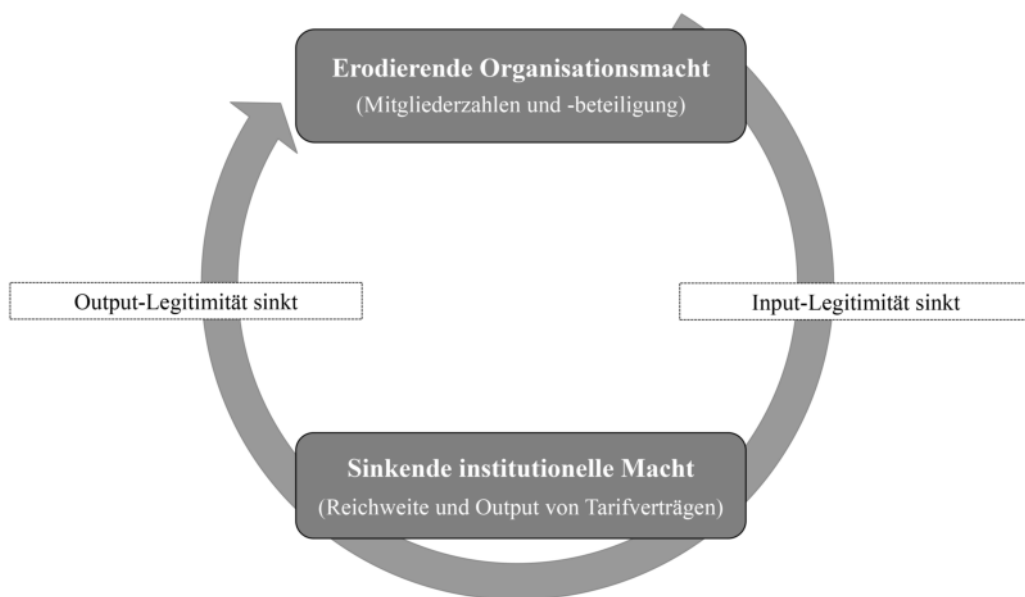 Erodierende Organisationsmacht
(Mitgliederzahlen und -beteiligung)
Output-Legitimität sinkt
Input-Legitimität sinkt
Sinkende institutionelle Macht
(Reichweite und Output von Tarifverträgen)